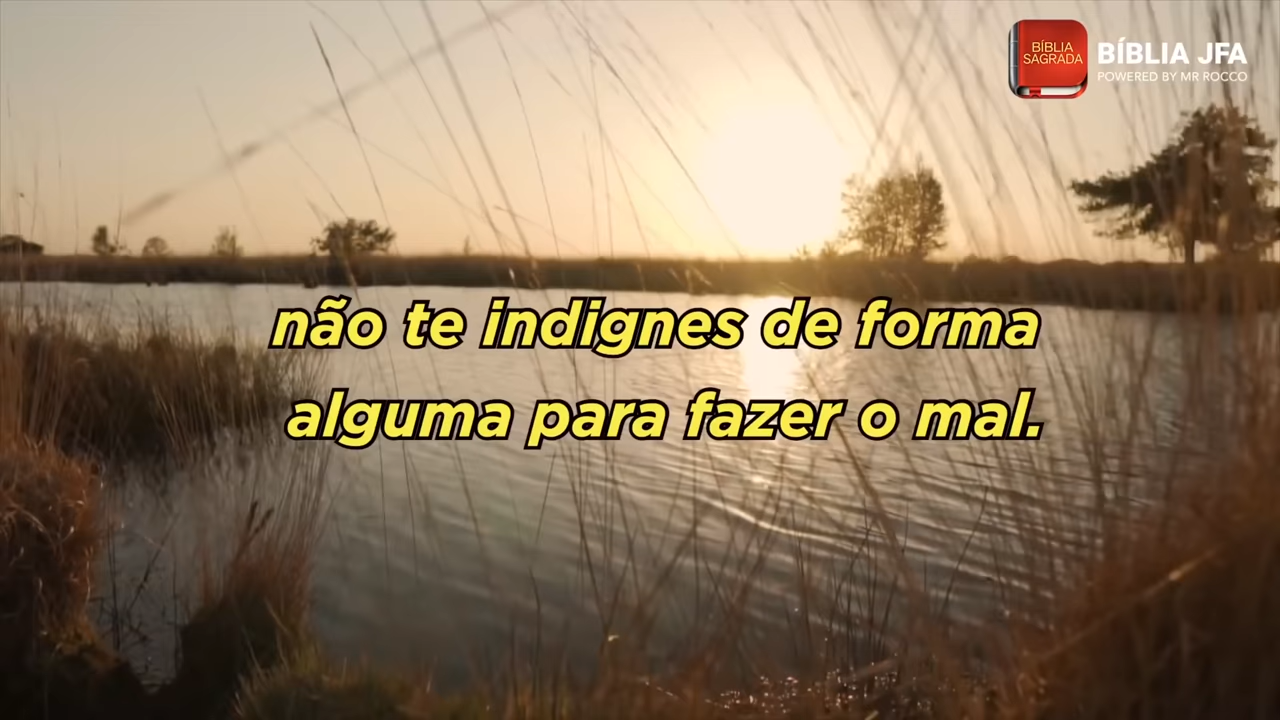 BÍBLIA
SAGRADA
BÍBLIA JFA
POWERED BY MR ROCCO
não te indignes de forma
alguma para fazer o mal.